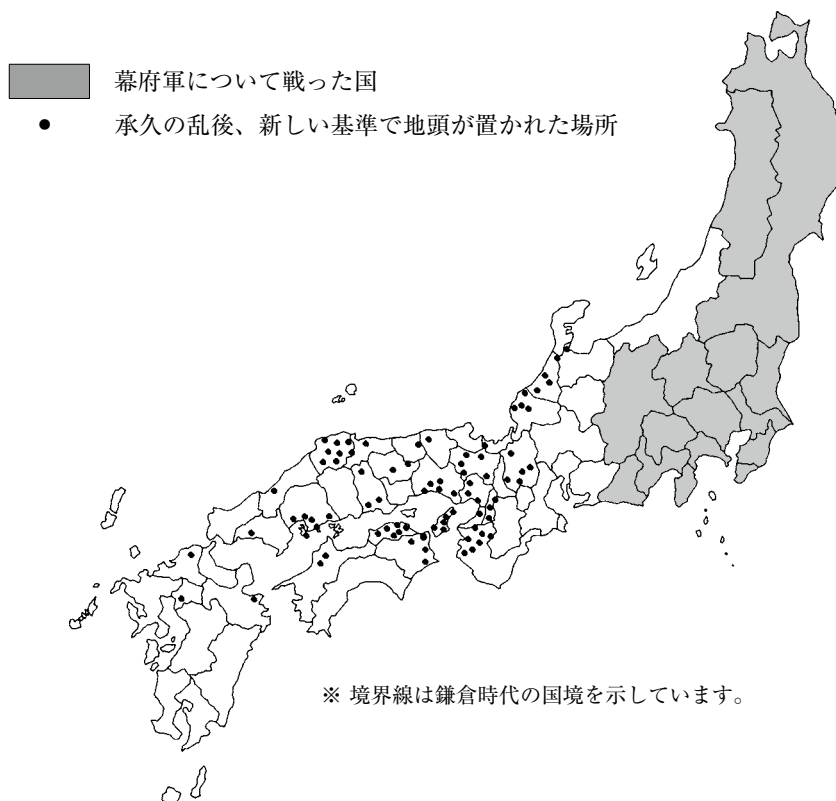 幕府軍について戦った国
承久の乱後、新しい基準で地頭が置かれた場所
※ 境界線は鎌倉時代の国境を示しています。